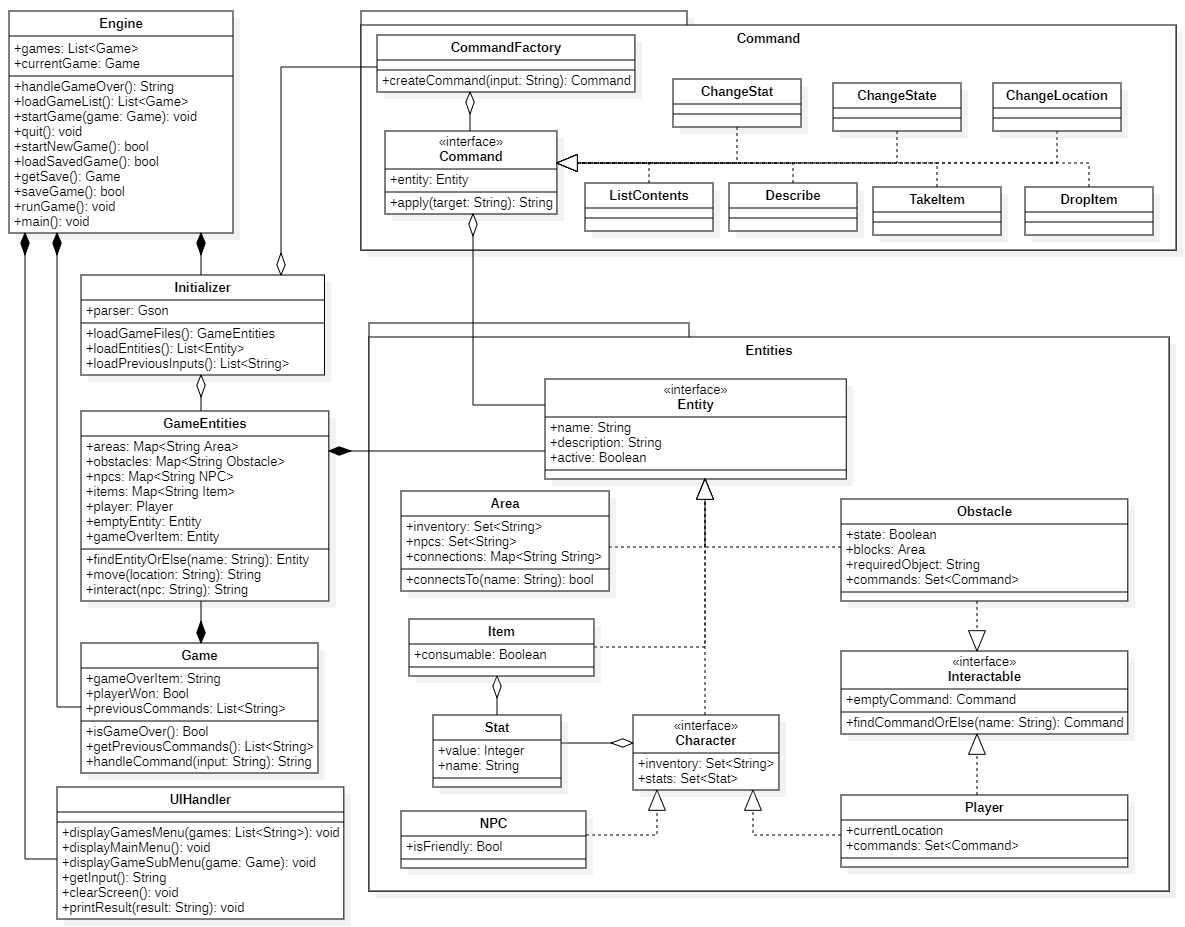 Engine
+games: List<Game>
+currentGame: Game
+handleGameOver(): String
+loadGameList(): List<Game>
+startGame(game: Game): void
+quit(): void
+startNewGame(): bool
+loadSavedGame(): bool
+getSave(): Game
+saveGame(): bool
+runGame(): void
+main(): void
Command
CommandFactory
+createCommand(input: String): Command
ChangeStat
ChangeState
ChangeLocation
«interface»
Command
+entity: Entity
+apply(target: String): String
ListContents
Describe
TakeItem
DropItem
Initializer
+parser: Gson
+loadGameFiles(): GameEntities
+loadEntities(): List<Entity>
+loadPreviousInputs(): List<String>
GameEntities
+areas: Map<String Area>
+obstacles: Map<String Obstacle>
+npcs: Map<String NPC>
+items: Map<String Item>
+player: Player
+emptyEntity: Entity
+gameOverItem: Entity
+findEntityOrElse(name: String): Entity
+move(location: String): String
+interact(npc: String): String
Game
+gameOverItem: String
+playerWon: Bool
+previousCommands: List<String>
+isGameOver(): Bool
+getPreviousCommands(): List<String>
+handleCommand(input: String): String
UIHandler
+displayGamesMenu(games: List<String>): void
+displayMainMenu(): void
+displayGameSubMenu(game: Game): void
+getInput(): String
+clearScreen(): void
+printResult(result: String): void
Entities
«interface»
Entity
+name: String
+description: String
+active: Boolean
Area
+inventory: Set<String>
+npcs: Set<String>
+connections: Map<String String>
+connectsTo(name: String): bool
Obstacle
+state: Boolean
+blocks: Area
+requiredObject: String
+commands: Set<Command>
Item
+consumable: Boolean
«interface»
Interactable
+emptyCommand: Command
+findCommandOrElse(name: String): Command
Stat
+value: Integer
+name: String
«interface»
Character
+inventory: Set<String>
+stats: Set<Stat>
NPC
+isFriendly: Bool
Player
+currentLocation
+commands: Set<Command>